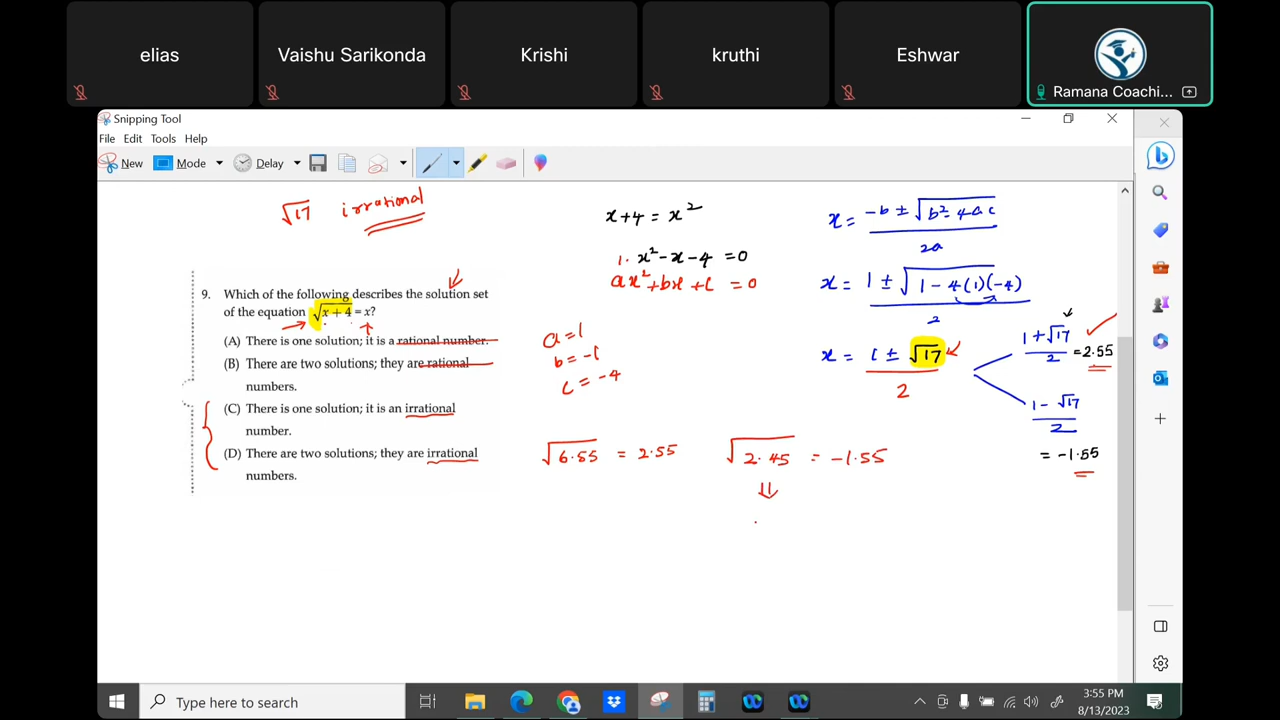 elias
Vaishu Sarikonda
Krishi
kruthi
Eshwar
Ramana Coachi...
Snipping Tool
File Edit Tools Help
New Mode Delay
√17 irrational
x+4 = x²
1. x²-x-4 = 0
ax²+bx+c = 0
a=1
b=-1
c=-4
x = -b ± √b²-4ac / 2a
x = 1 ± √1-4(1)(-4) / 2
x = 1 ± √17 / 2
1+√17 / 2 = 2.55
1-√17 / 2
= -1.55
9. Which of the following describes the solution set
of the equation √x + 4 = x?
(A) There is one solution; it is a rational number.
(B) There are two solutions; they are rational
numbers.
(C) There is one solution; it is an irrational
number.
(D) There are two solutions; they are irrational
numbers.
√6.55 = 2.55
√2.45 = -1.55
Type here to search
3:55 PM
8/13/2023